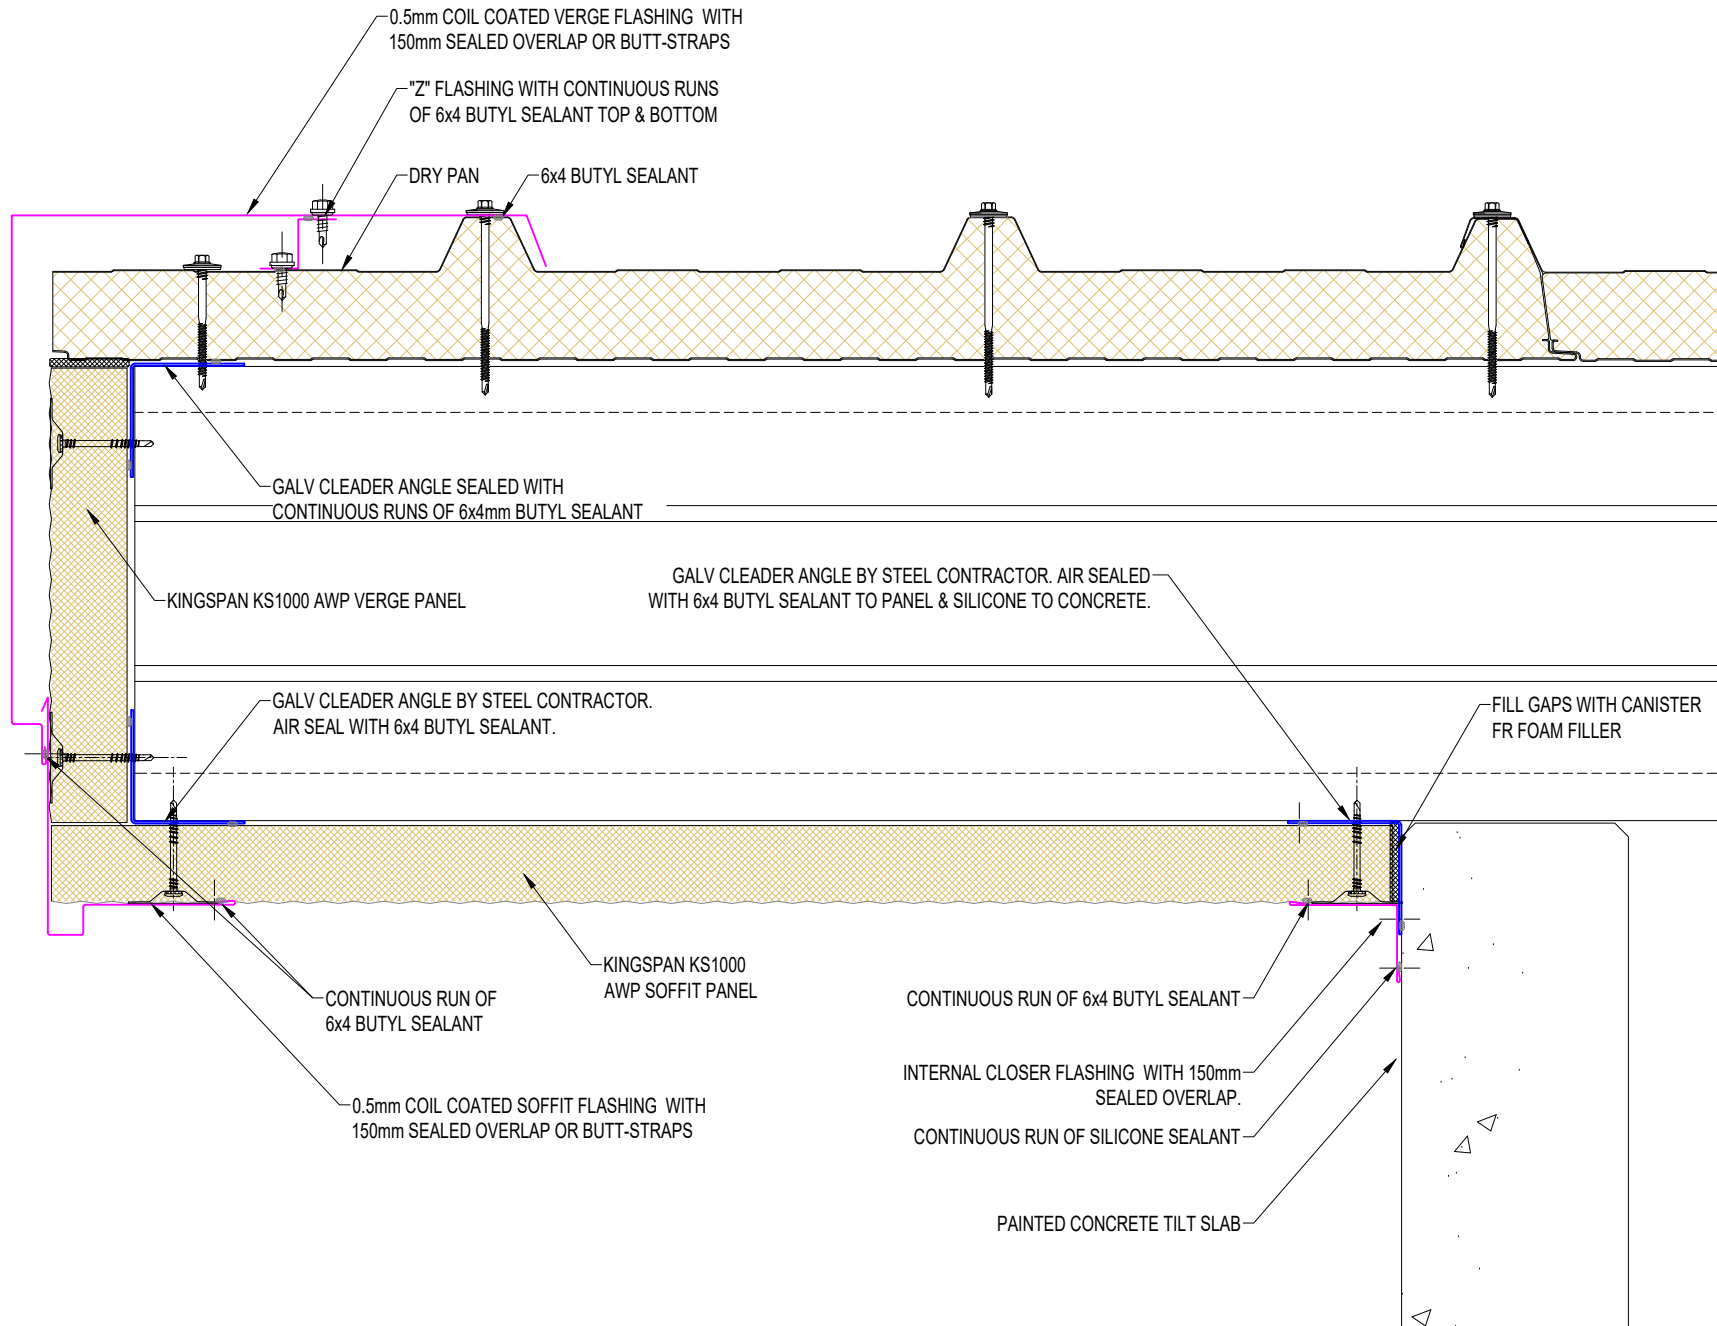 0.5mm COIL COATED VERGE FLASHING  WITH
150mm SEALED OVERLAP OR BUTT-STRAPS
"Z" FLASHING WITH CONTINUOUS RUNS
OF 6x4 BUTYL SEALANT TOP & BOTTOM
DRY PAN
6x4 BUTYL SEALANT
GALV CLEADER ANGLE SEALED WITH
CONTINUOUS RUNS OF 6x4mm BUTYL SEALANT
KINGSPAN KS1000 AWP VERGE PANEL
GALV CLEADER ANGLE BY STEEL CONTRACTOR. AIR SEALED
WITH 6x4 BUTYL SEALANT TO PANEL & SILICONE TO CONCRETE.
GALV CLEADER ANGLE BY STEEL CONTRACTOR.
AIR SEAL WITH 6x4 BUTYL SEALANT.
FILL GAPS WITH CANISTER
FR FOAM FILLER
KINGSPAN KS1000
AWP SOFFIT PANEL
CONTINUOUS RUN OF
6x4 BUTYL SEALANT
CONTINUOUS RUN OF 6x4 BUTYL SEALANT
INTERNAL CLOSER FLASHING  WITH 150mm
SEALED OVERLAP.
0.5mm COIL COATED SOFFIT FLASHING  WITH
150mm SEALED OVERLAP OR BUTT-STRAPS
CONTINUOUS RUN OF SILICONE SEALANT
PAINTED CONCRETE TILT SLAB